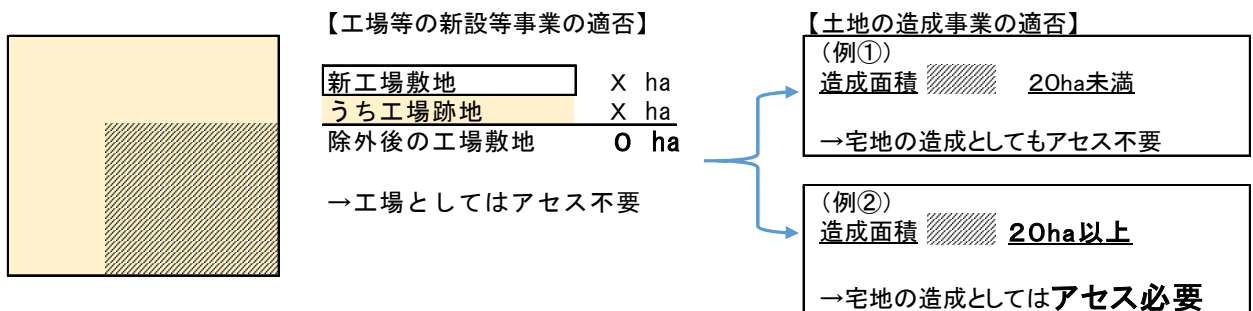 【工場等の新設等事業の適否】
新工場敷地 X ha
うち工場跡地 X ha
除外後の工場敷地 0 ha
→工場としてはアセス不要
【土地の造成事業の適否】
（例①）
造成面積 20ha未満
→宅地の造成としてもアセス不要
（例②）
造成面積 20ha以上
→宅地の造成としてはアセス必要